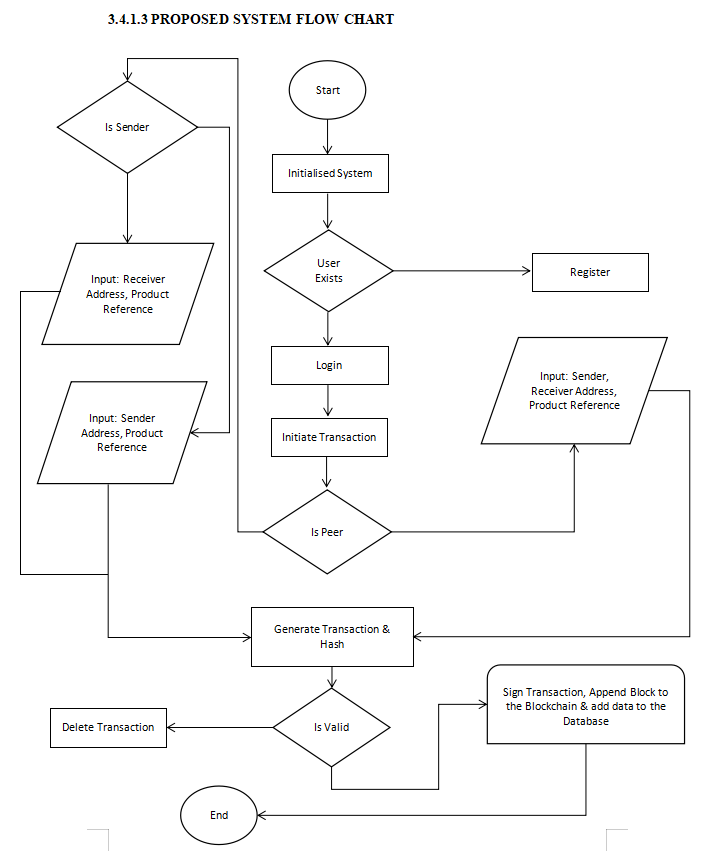 3.4.1.3 PROPOSED SYSTEM FLOW CHART
Start
Is Sender
Initialised System
User
Exists
Register
Input: Receiver
Address, Product
Reference
Login
Input: Sender,
Receiver Address,
Product Reference
Input: Sender
Address, Product
Reference
Initiate Transaction
Is Peer
Generate Transaction &
Hash
Sign Transaction, Append Block to
the Blockchain & add data to the
Database
Is Valid
Delete Transaction
End